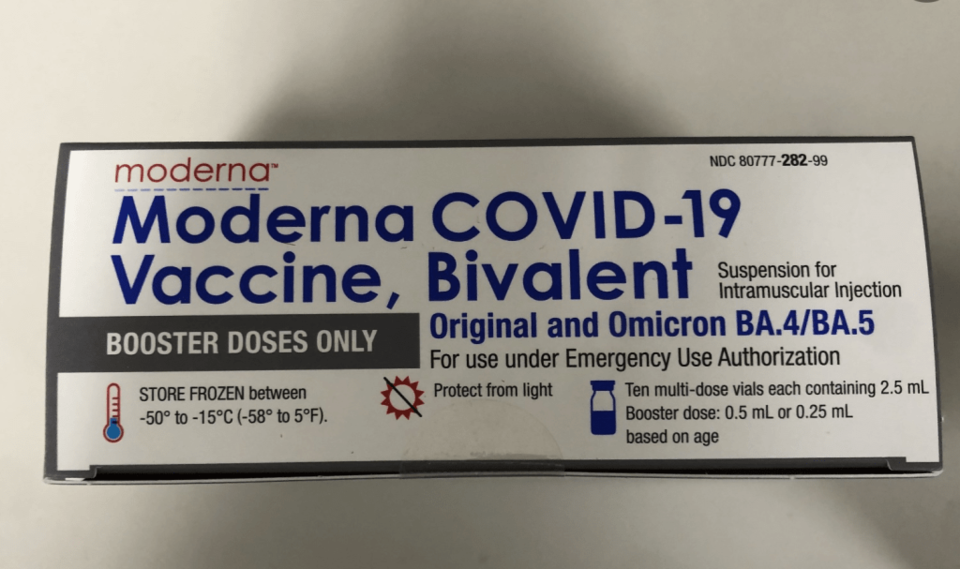 moderna™
NDC 80777-282-99
Moderna COVID-19
Vaccine, Bivalent
Suspension for
Intramuscular Injection
BOOSTER DOSES ONLY
Original and Omicron BA.4/BA.5
For use under Emergency Use Authorization
STORE FROZEN between
-50° to -15°C (-58° to 5°F).
Protect from light
Ten multi-dose vials each containing 2.5 mL
Booster dose: 0.5 mL or 0.25 mL
based on age